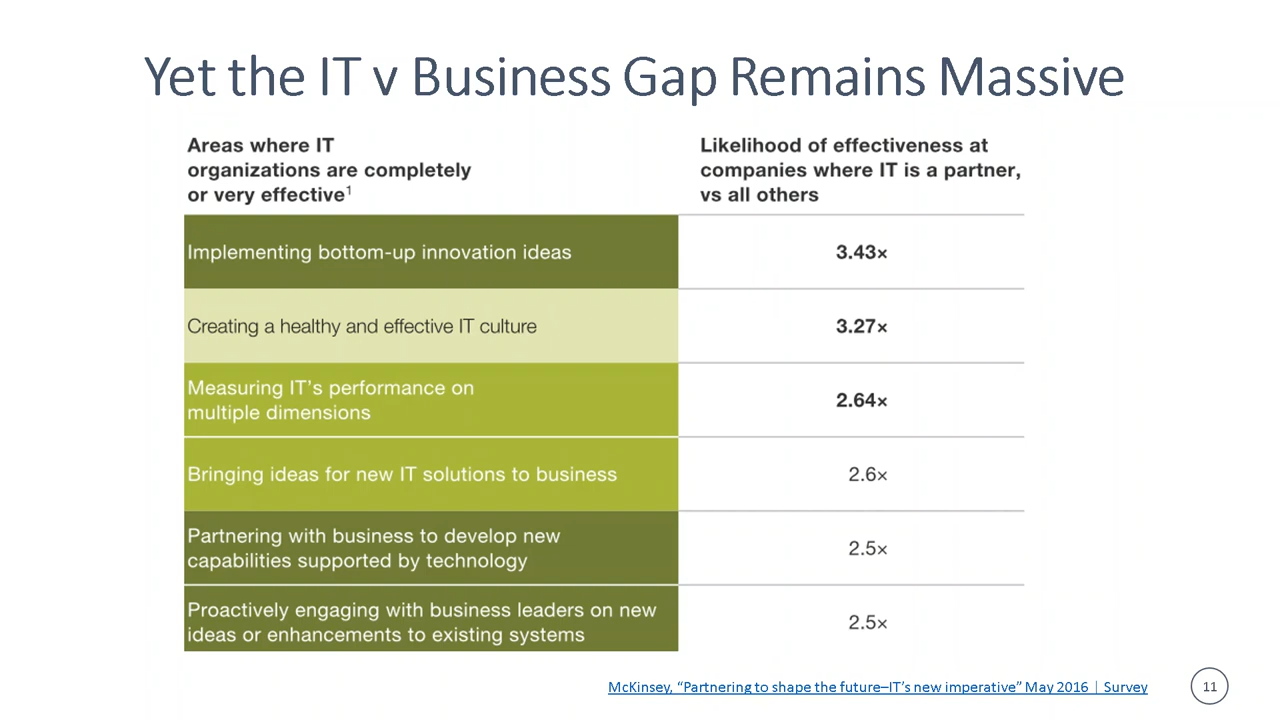 Yet the IT v Business Gap Remains Massive
Areas where IT
organizations are completely
or very effective¹
Likelihood of effectiveness at
companies where IT is a partner,
vs all others
Implementing bottom-up innovation ideas
3.43×
Creating a healthy and effective IT culture
3.27×
Measuring IT's performance on
multiple dimensions
2.64×
Bringing ideas for new IT solutions to business
2.6×
Partnering with business to develop new
capabilities supported by technology
2.5×
Proactively engaging with business leaders on new
ideas or enhancements to existing systems
2.5×
McKinsey, “Partnering to shape the future–IT’s new imperative” May 2016 | Survey
11